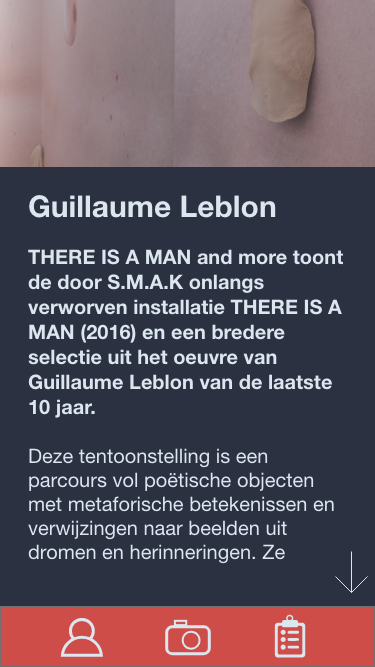 Guillaume Leblon
THERE IS A MAN and more toont
de door S.M.A.K onlangs
verworven installatie THERE IS A
MAN (2016) en een bredere
selectie uit het oeuvre van
Guillaume Leblon van de laatste
10 jaar.
Deze tentoonstelling is een
parcours vol poëtische objecten
met metaforische betekenissen en
verwijzingen naar beelden uit
dromen en herinneringen. Ze